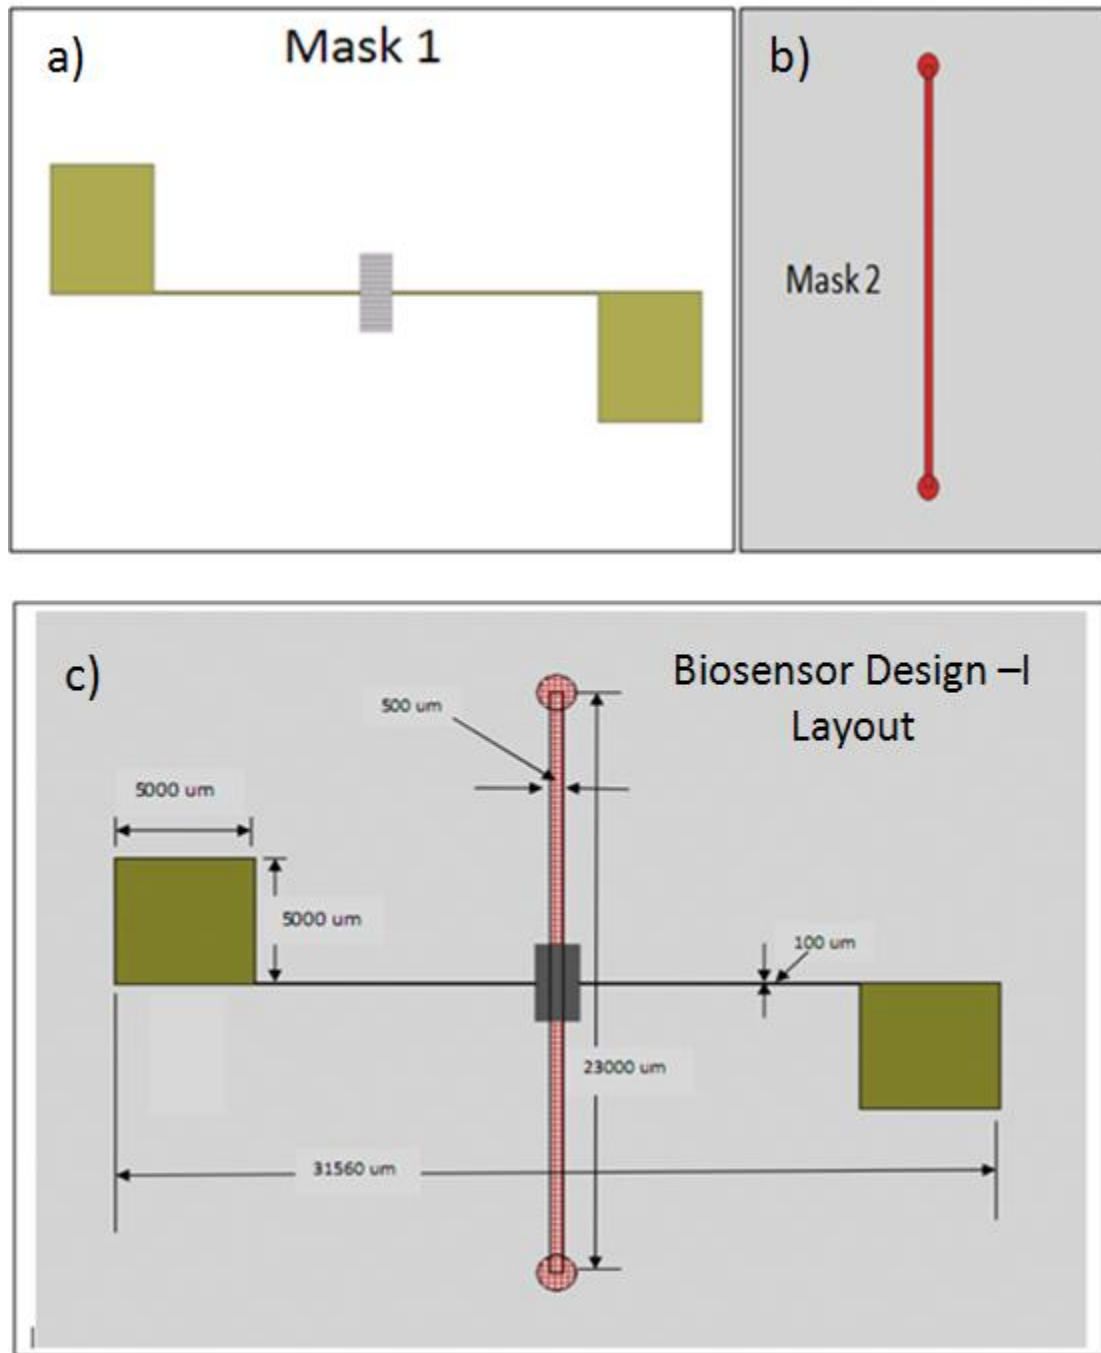 a)
Mask 1
b)
Mask 2
c)
Biosensor Design –I
Layout
500 um
5000 um
5000 um
100 um
23000 um
31560 um